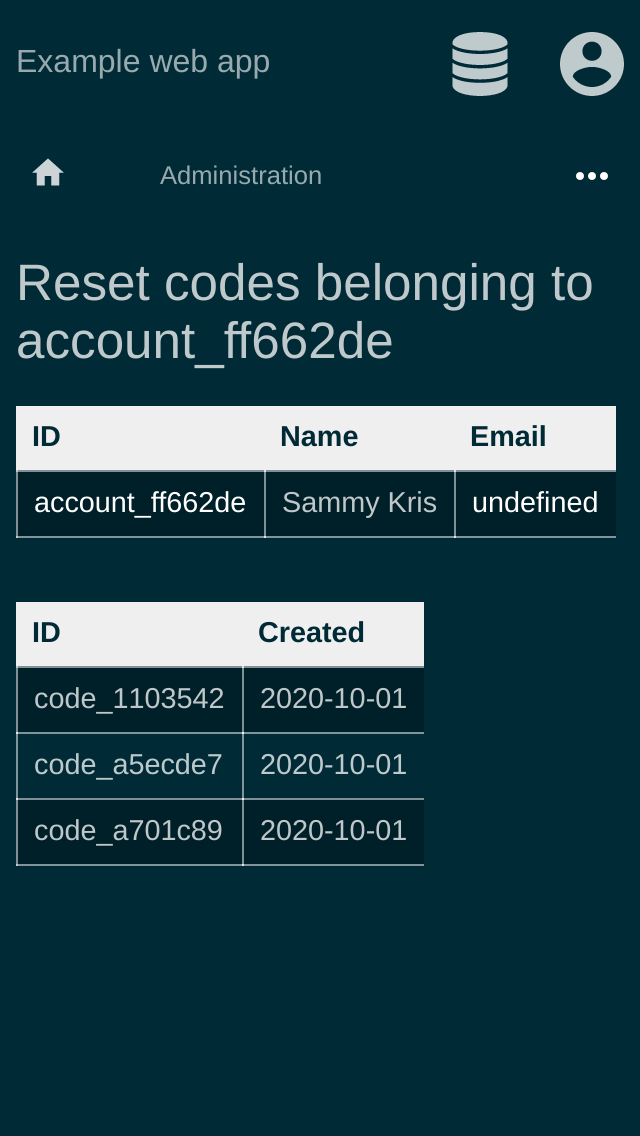 Example web app
Administration
Reset codes belonging to
account_ff662de
ID Name Email
account_ff662de Sammy Kris undefined
ID Created
code_1103542 2020-10-01
code_a5ecde7 2020-10-01
code_a701c89 2020-10-01